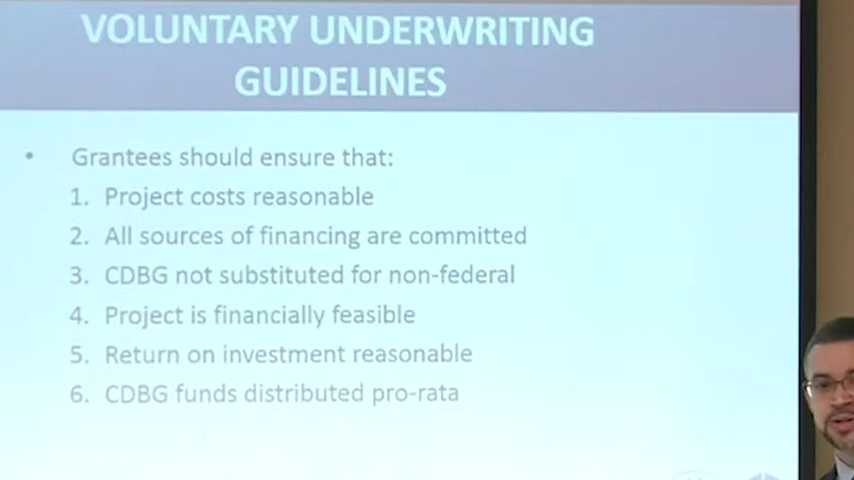 VOLUNTARY UNDERWRITING
GUIDELINES
• Grantees should ensure that:
1. Project costs reasonable
2. All sources of financing are committed
3. CDBG not substituted for non-federal
4. Project is financially feasible
5. Return on investment reasonable
6. CDBG funds distributed pro-rata